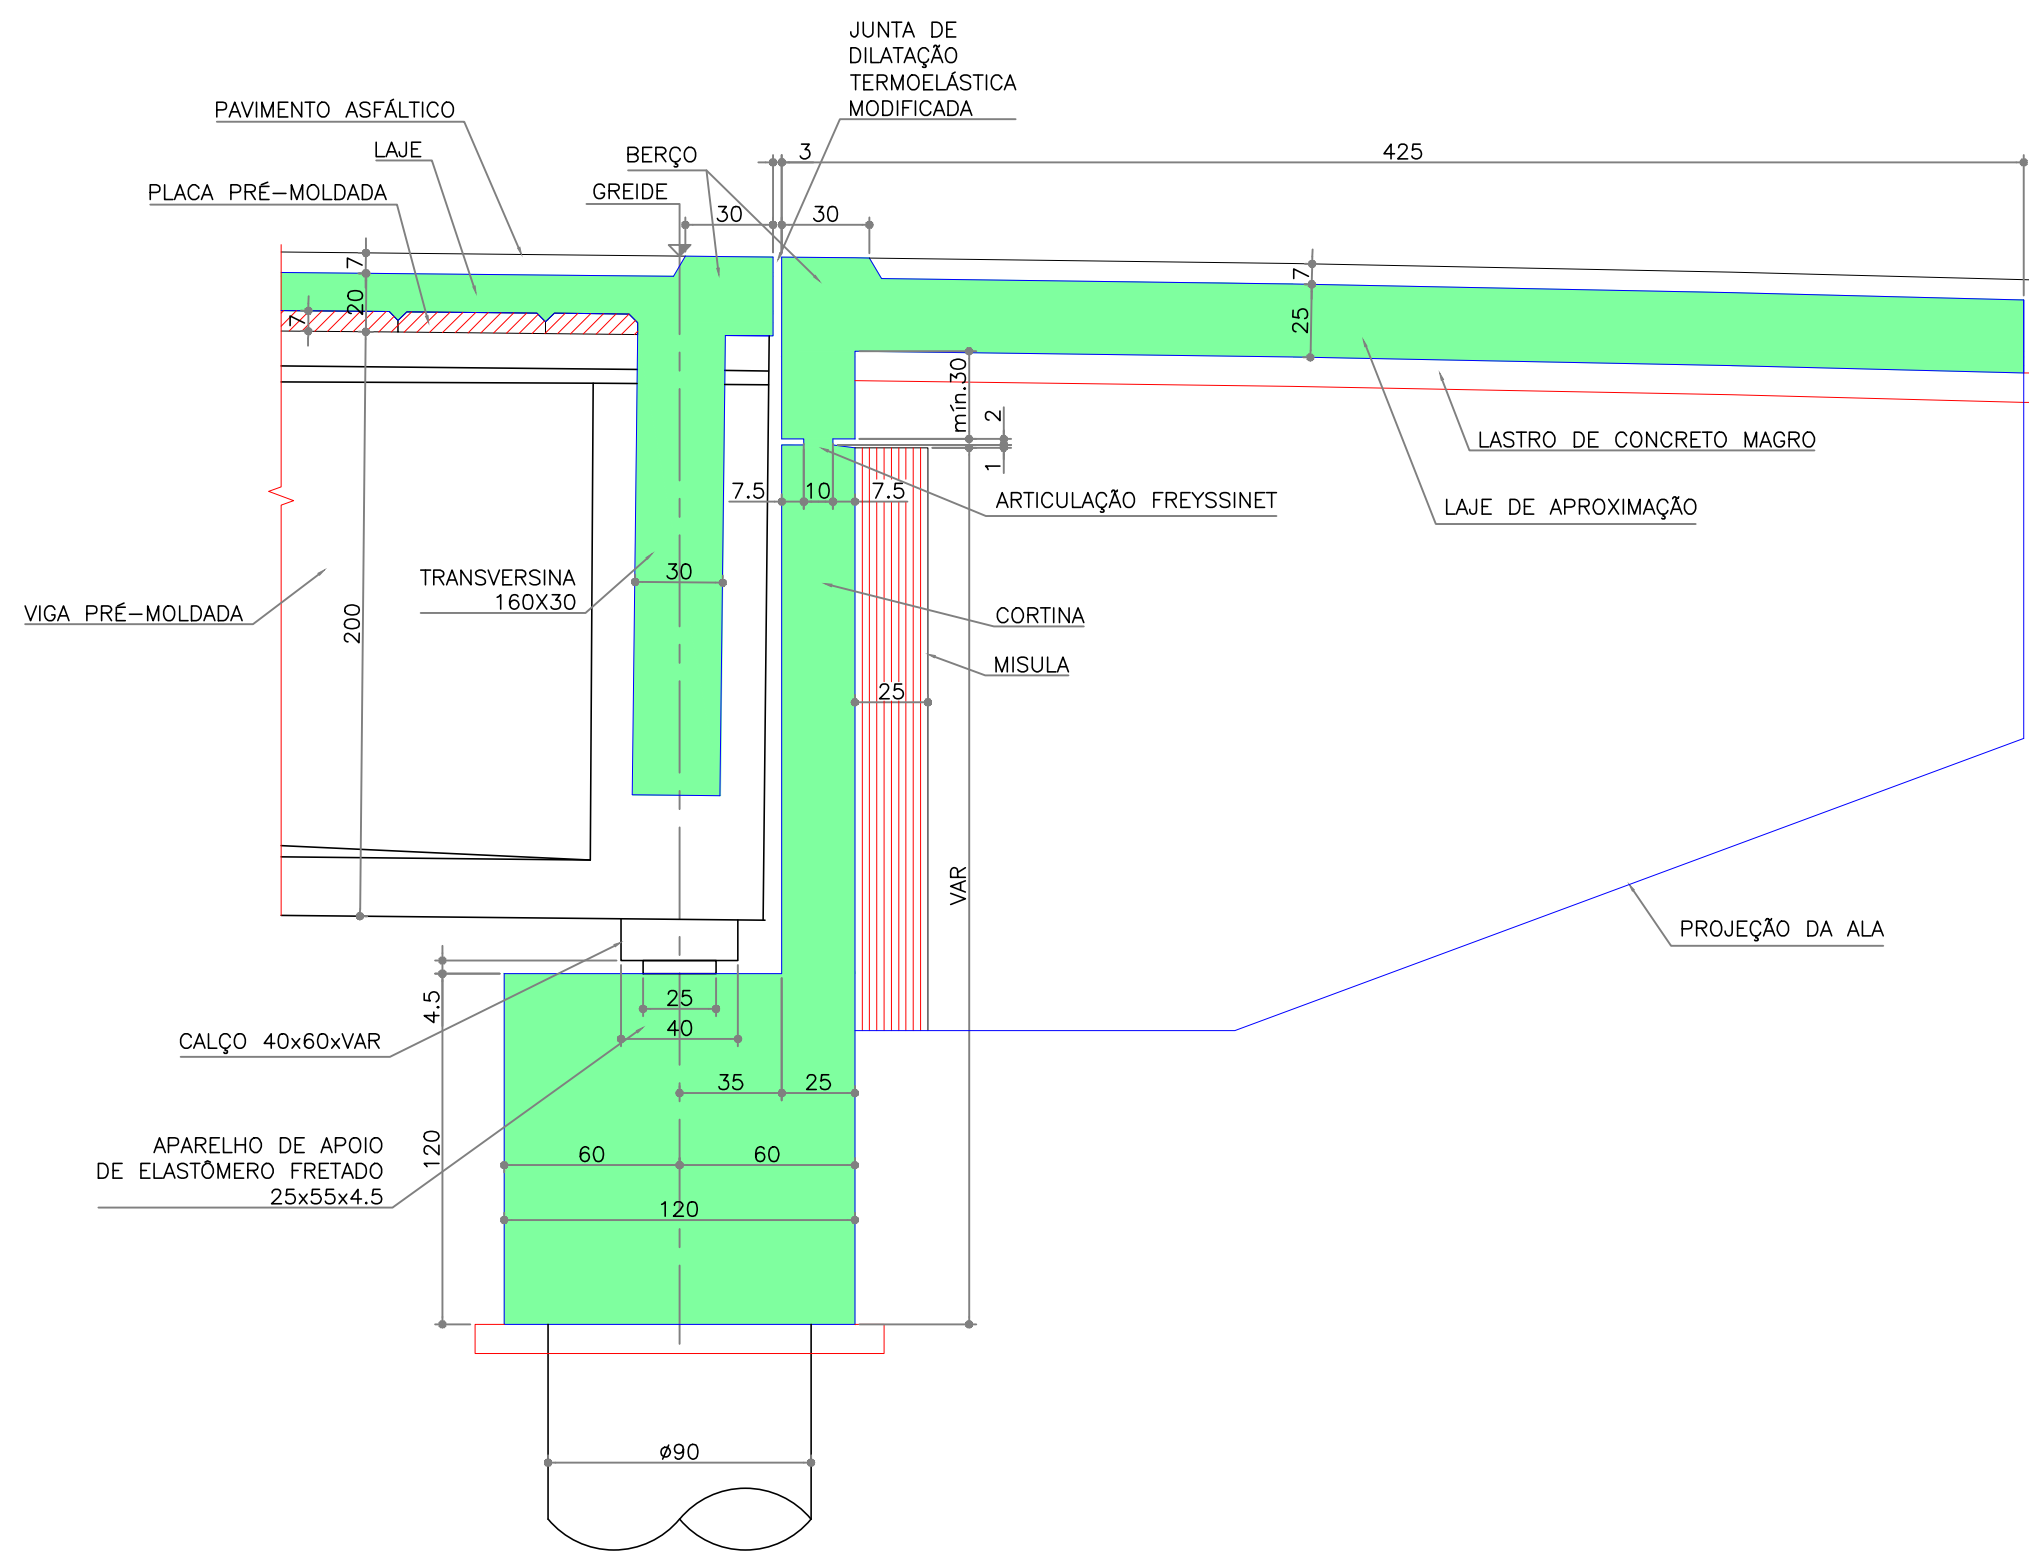 JUNTA DE
DILATAÇÃO
TERMOELÁSTICA
MODIFICADA
PAVIMENTO ASFÁLTICO
LAJE
BERÇO
3
425
PLACA PRÉ-MOLDADA
GREIDE
30
30
7
20
7
7
25
mín.30
2
1
LASTRO DE CONCRETO MAGRO
7.5
10
7.5
ARTICULAÇÃO FREYSSINET
LAJE DE APROXIMAÇÃO
TRANSVERSINA
160X30
30
VIGA PRÉ-MOLDADA
200
CORTINA
MISULA
25
VAR
PROJEÇÃO DA ALA
4.5
25
40
CALÇO 40x60xVAR
35
25
120
APARELHO DE APOIO
DE ELASTÔMERO FRETADO
25x55x4.5
60
60
120
ø90